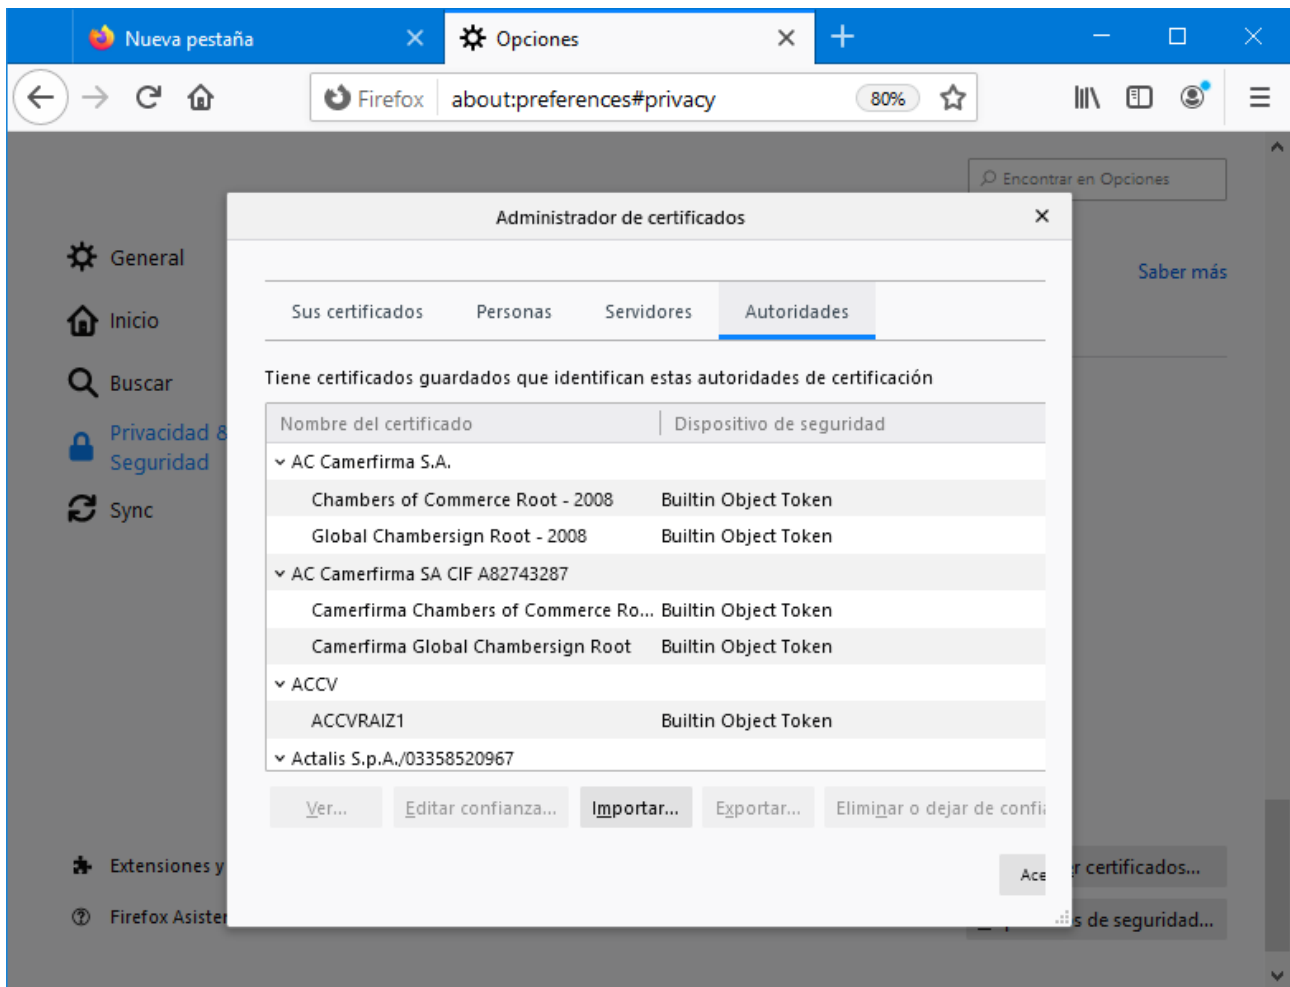 Nueva pestaña
Opciones
Firefox
about:preferences#privacy
80%
Encontrar en Opciones
Administrador de certificados
General
Saber más
Sus certificados
Personas
Servidores
Autoridades
Inicio
Buscar
Tiene certificados guardados que identifican estas autoridades de certificación
Nombre del certificado
Dispositivo de seguridad
Privacidad &
Seguridad
AC Camerfirma S.A.
Chambers of Commerce Root - 2008
Builtin Object Token
Sync
Global Chambersign Root - 2008
Builtin Object Token
AC Camerfirma SA CIF A82743287
Camerfirma Chambers of Commerce Ro...
Builtin Object Token
Camerfirma Global Chambersign Root
Builtin Object Token
ACCV
ACCVRAIZ1
Builtin Object Token
Actalis S.p.A./03358520967
Ver...
Editar confianza...
Importar...
Exportar...
Eliminar o dejar de confi
Extensiones y
Ace
r certificados...
Firefox Asister
s de seguridad...